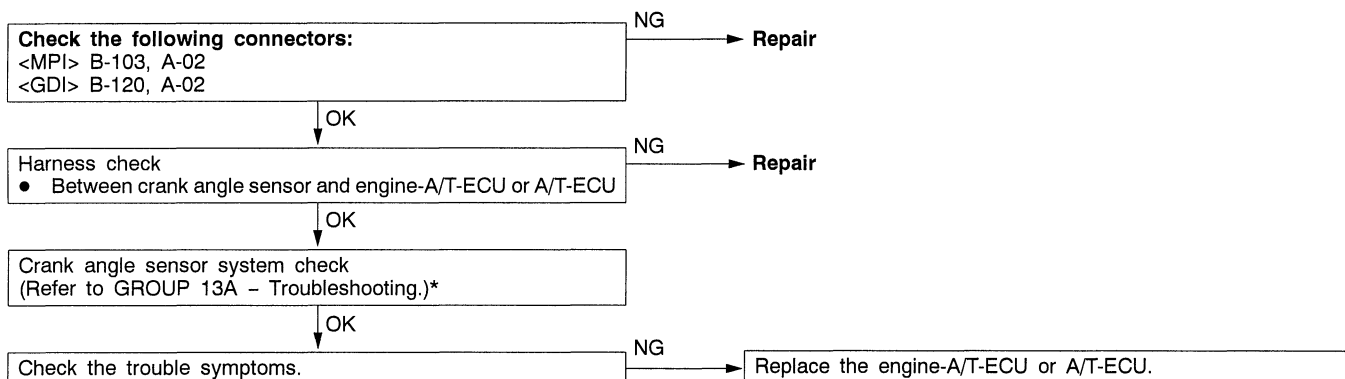 Check the following connectors:
<MPI> B-103, A-02
<GDI> B-120, A-02
NG
Repair
OK
Harness check
● Between crank angle sensor and engine-A/T-ECU or A/T-ECU
NG
Repair
OK
Crank angle sensor system check
(Refer to GROUP 13A – Troubleshooting.)*
OK
Check the trouble symptoms.
NG
Replace the engine-A/T-ECU or A/T-ECU.